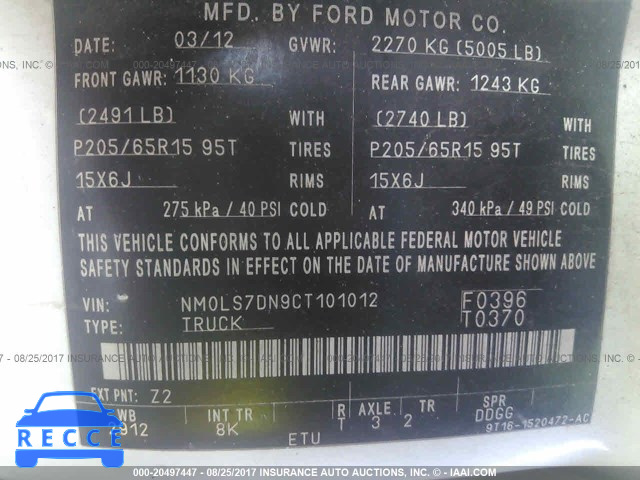 MFD. BY FORD MOTOR CO.
DATE: 03/12 GVWR: 2270 KG (5005 LB)
FRONT GAWR: 1130 KG REAR GAWR: 1243 KG
(2491 LB) WITH (2740 LB) WITH
P205/65R15 95T TIRES P205/65R15 95T TIRES
15X6J RIMS 15X6J RIMS
AT 275 kPa / 40 PSI COLD AT 340 kPa / 49 PSI COLD
THIS VEHICLE CONFORMS TO ALL APPLICABLE FEDERAL MOTOR VEHICLE
SAFETY STANDARDS IN EFFECT ON THE DATE OF MANUFACTURE SHOWN ABOVE
VIN: NM0LS7DN9CT101012 F0396
TYPE: TRUCK T0370
EXT PNT: Z2
WB INT TR R AXLE TR SPR
912 8K T 3 2 DDGG
ETU 9T16-1520472-AC
000-20497447 - 08/25/2017 INSURANCE AUTO AUCTIONS, INC. © - IAAI.COM